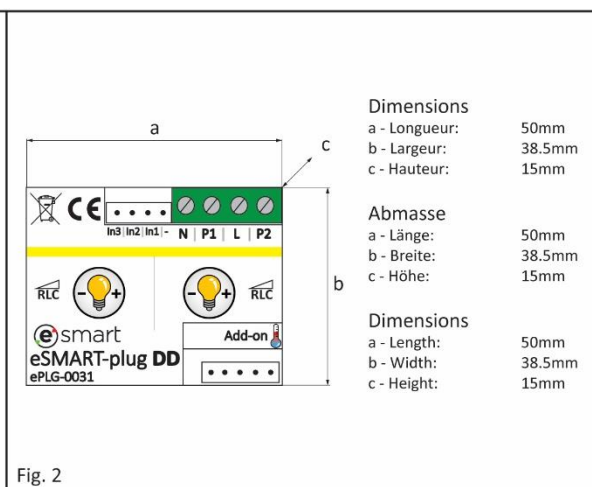 a
c
In3|In2|In1|- N | P1 | L | P2
b
RLC - + - + RLC
esmart
Add-on
eSMART-plug DD
ePLG-0031
Dimensions
a - Longueur: 50mm
b - Largeur: 38.5mm
c - Hauteur: 15mm
Abmasse
a - Länge: 50mm
b - Breite: 38.5mm
c - Höhe: 15mm
Dimensions
a - Length: 50mm
b - Width: 38.5mm
c - Height: 15mm
Fig. 2